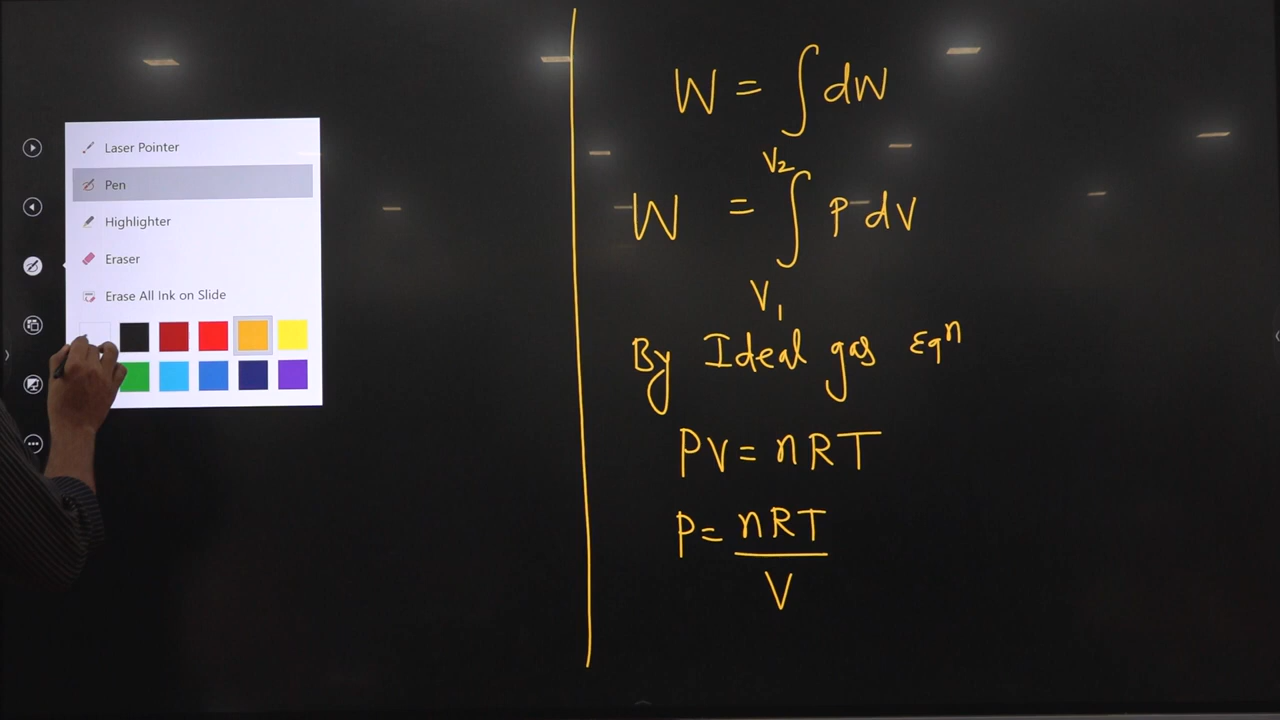 Laser Pointer
Pen
Highlighter
Eraser
Erase All Ink on Slide
W = ∫dW
W = ∫ P dV
V2
V1
By Ideal gas Eqn
PV = nRT
P = nRT
V